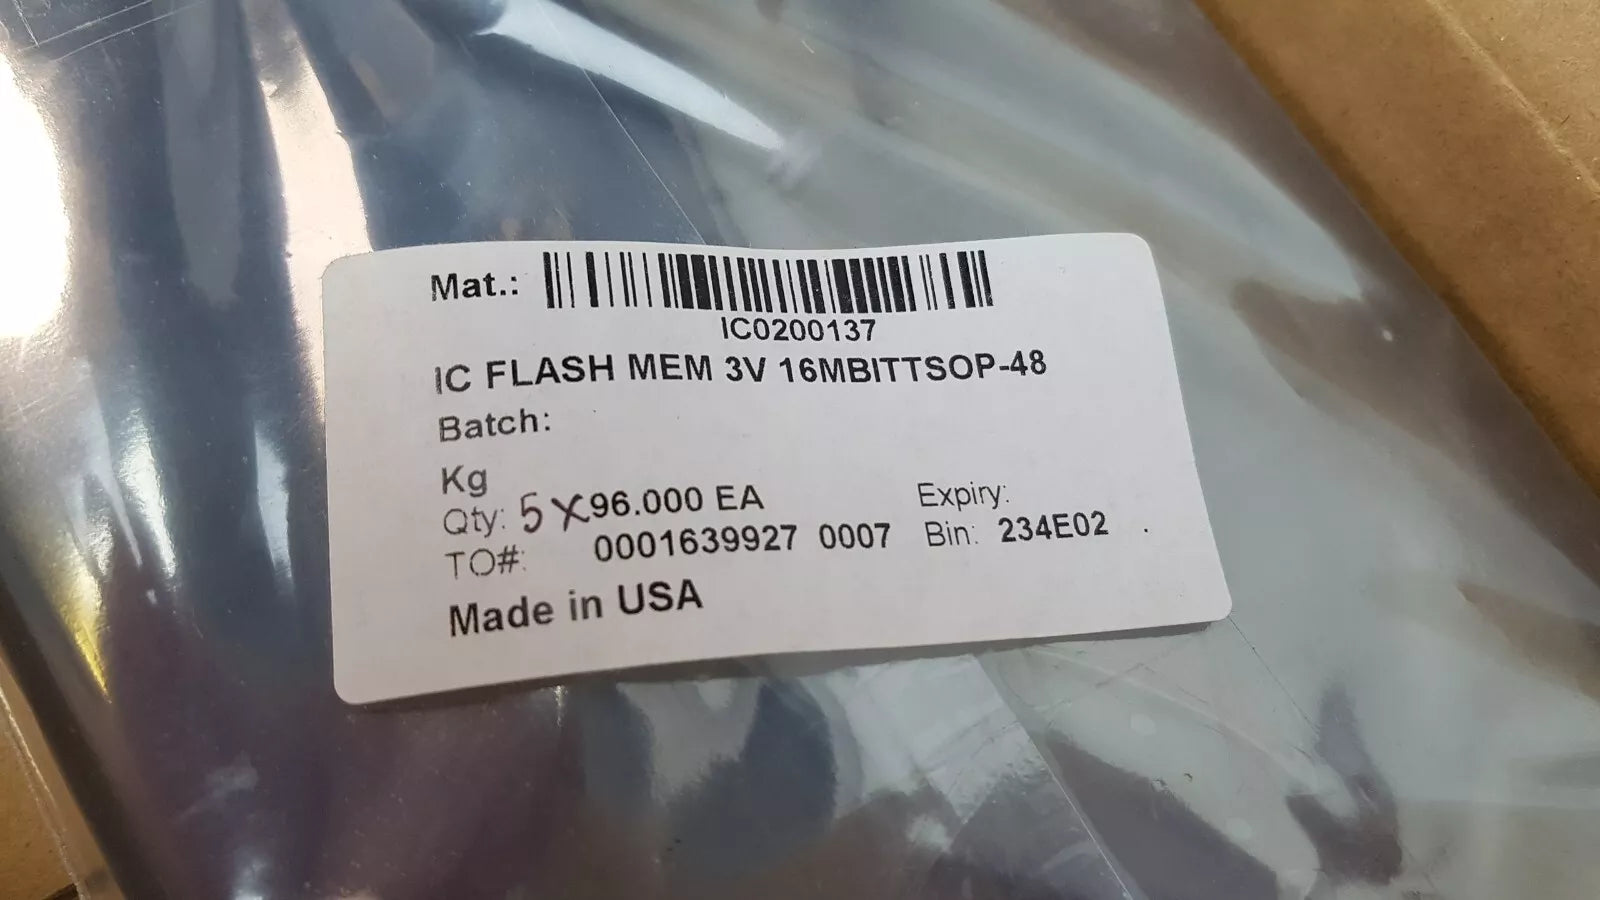 Mat.:
IC0200137
IC FLASH MEM 3V 16MBITTSOP-48
Batch:
Kg
Qty: 5 X 96.000 EA Expiry:
TO#: 0001639927 0007 Bin: 234E02 .
Made in USA